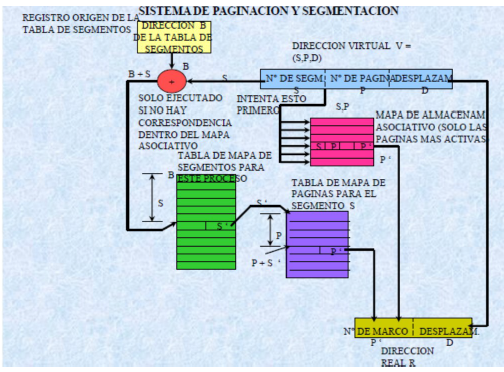 SISTEMA DE PAGINACION Y SEGMENTACION
REGISTRO ORIGEN DE LA
TABLA DE SEGMENTOS
DIRECCION B
DE LA TABLA DE
SEGMENTOS
DIRECCION VIRTUAL V =
(S,P,D)
B
B + S
+
S
Nº DE SEGM.
Nº DE PAGINA
DESPLAZAM.
S
P
D
SOLO EJECUTADO
SI NO HAY
CORRESPONDENCIA
DENTRO DEL MAPA
ASOCIATIVO
INTENTA ESTO
PRIMERO
S,P
MAPA DE ALMACENAM
ASOCIATIVO (SOLO LAS
PAGINAS MAS ACTIVAS)
S
P
P '
P '
TABLA DE MAPA DE
SEGMENTOS PARA
ESTE PROCESO
B
S
S '
TABLA DE MAPA DE
PAGINAS PARA EL
SEGMENTO S
S '
P
P + S '
P '
Nº DE MARCO
DESPLAZAM.
P '
D
DIRECCION
REAL R